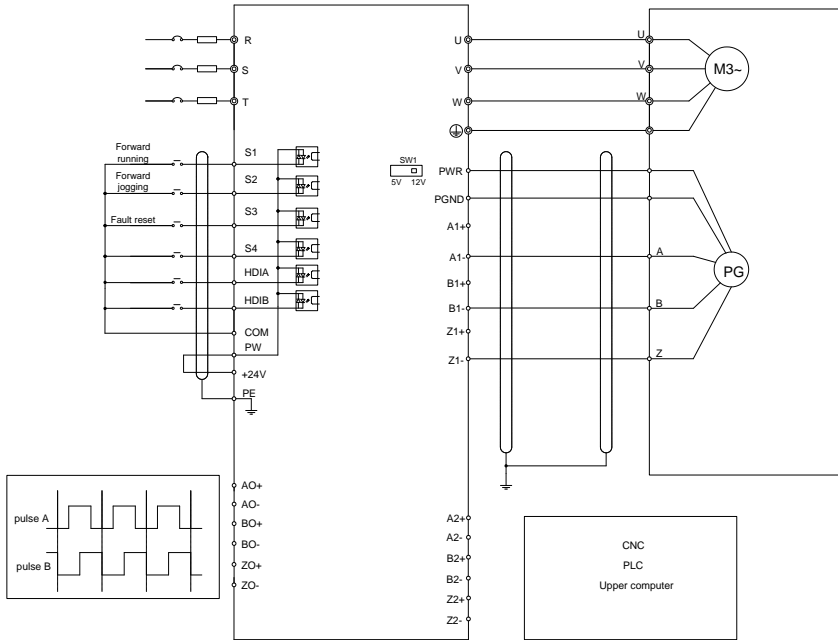 R
S
T
Forward
running
Forward
jogging
Fault reset
S1
S2
S3
S4
HDIA
HDIB
COM
PW
+24V
PE
SW1
5V 12V
U
V
W
PWR
PGND
A1+
A1-
B1+
B1-
Z1+
Z1-
U
V
W
M3~
A
B
Z
PG
pulse A
pulse B
AO+
AO-
BO+
BO-
ZO+
ZO-
A2+
A2-
B2+
B2-
Z2+
Z2-
CNC
PLC
Upper computer